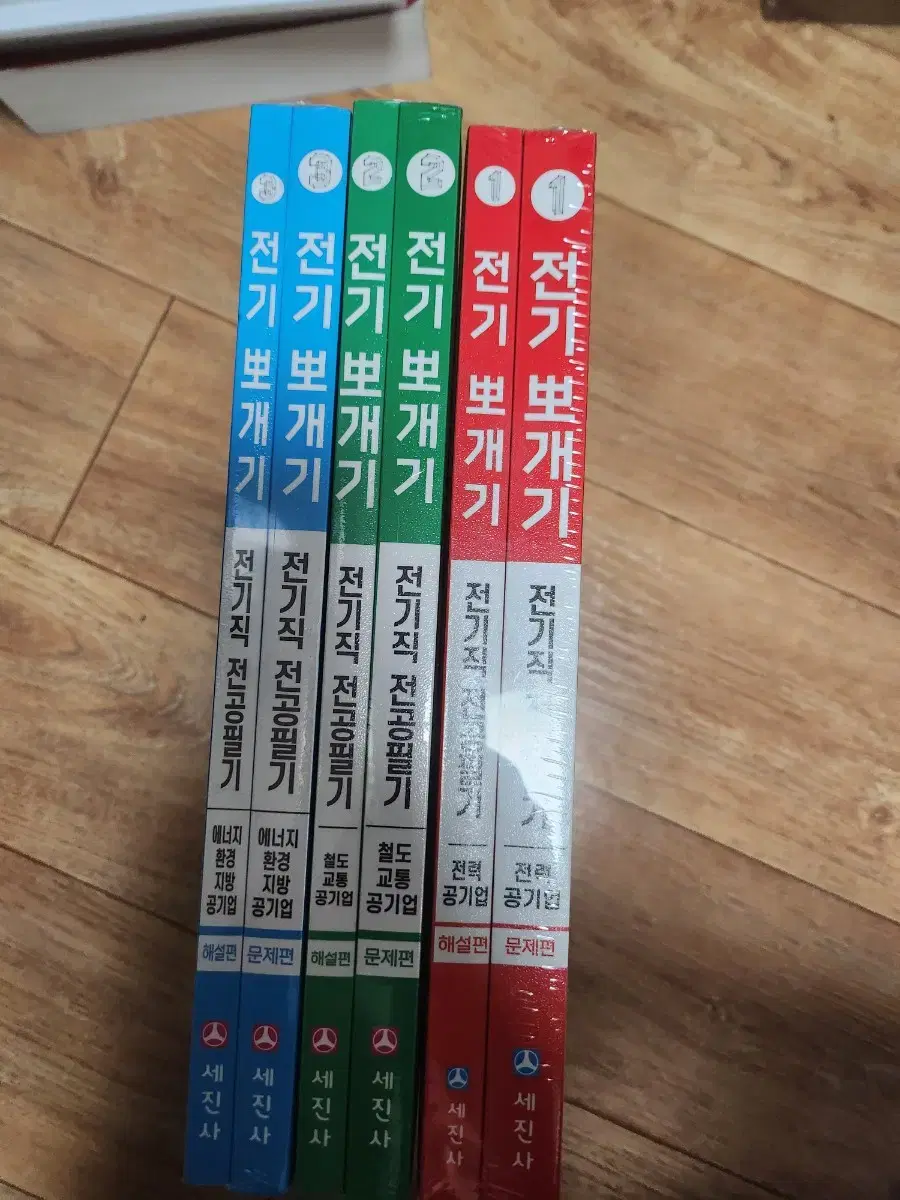 3
전기 뽀개기
전기직 전공필기
에너지
환경
지방
공기업
해설편
세진사
3
전기 뽀개기
전기직 전공필기
에너지
환경
지방
공기업
문제편
세진사
2
전기 뽀개기
전기직 전공필기
철도
교통
공기업
해설편
세진사
2
전기 뽀개기
전기직 전공필기
철도
교통
공기업
문제편
세진사
1
전기 뽀개기
전기직 전공필기
전력
공기업
해설편
세진사
1
전기 뽀개기
전기직
전력
공기업
문제편
세진사